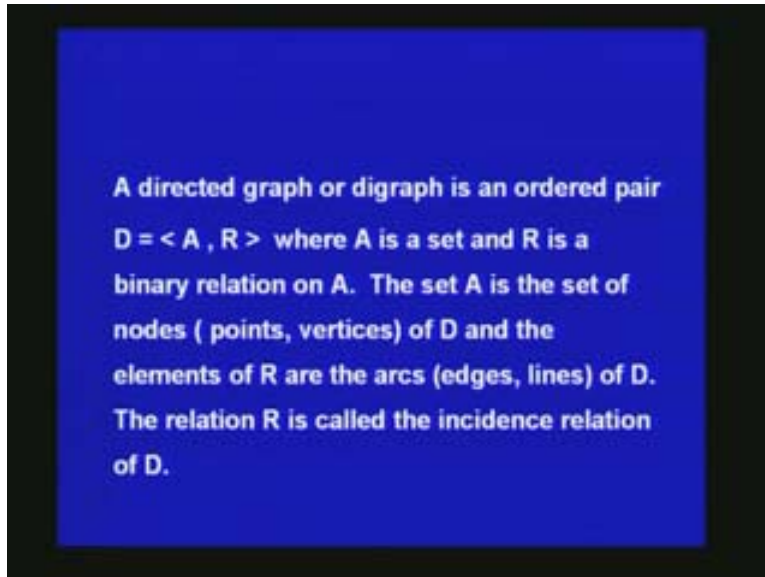 A directed graph or digraph is an ordered pair
D = < A , R >  where A is a set and R is a
binary relation on A.  The set A is the set of
nodes ( points, vertices) of D and the
elements of R are the arcs (edges, lines) of D.
The relation R is called the incidence relation
of D.